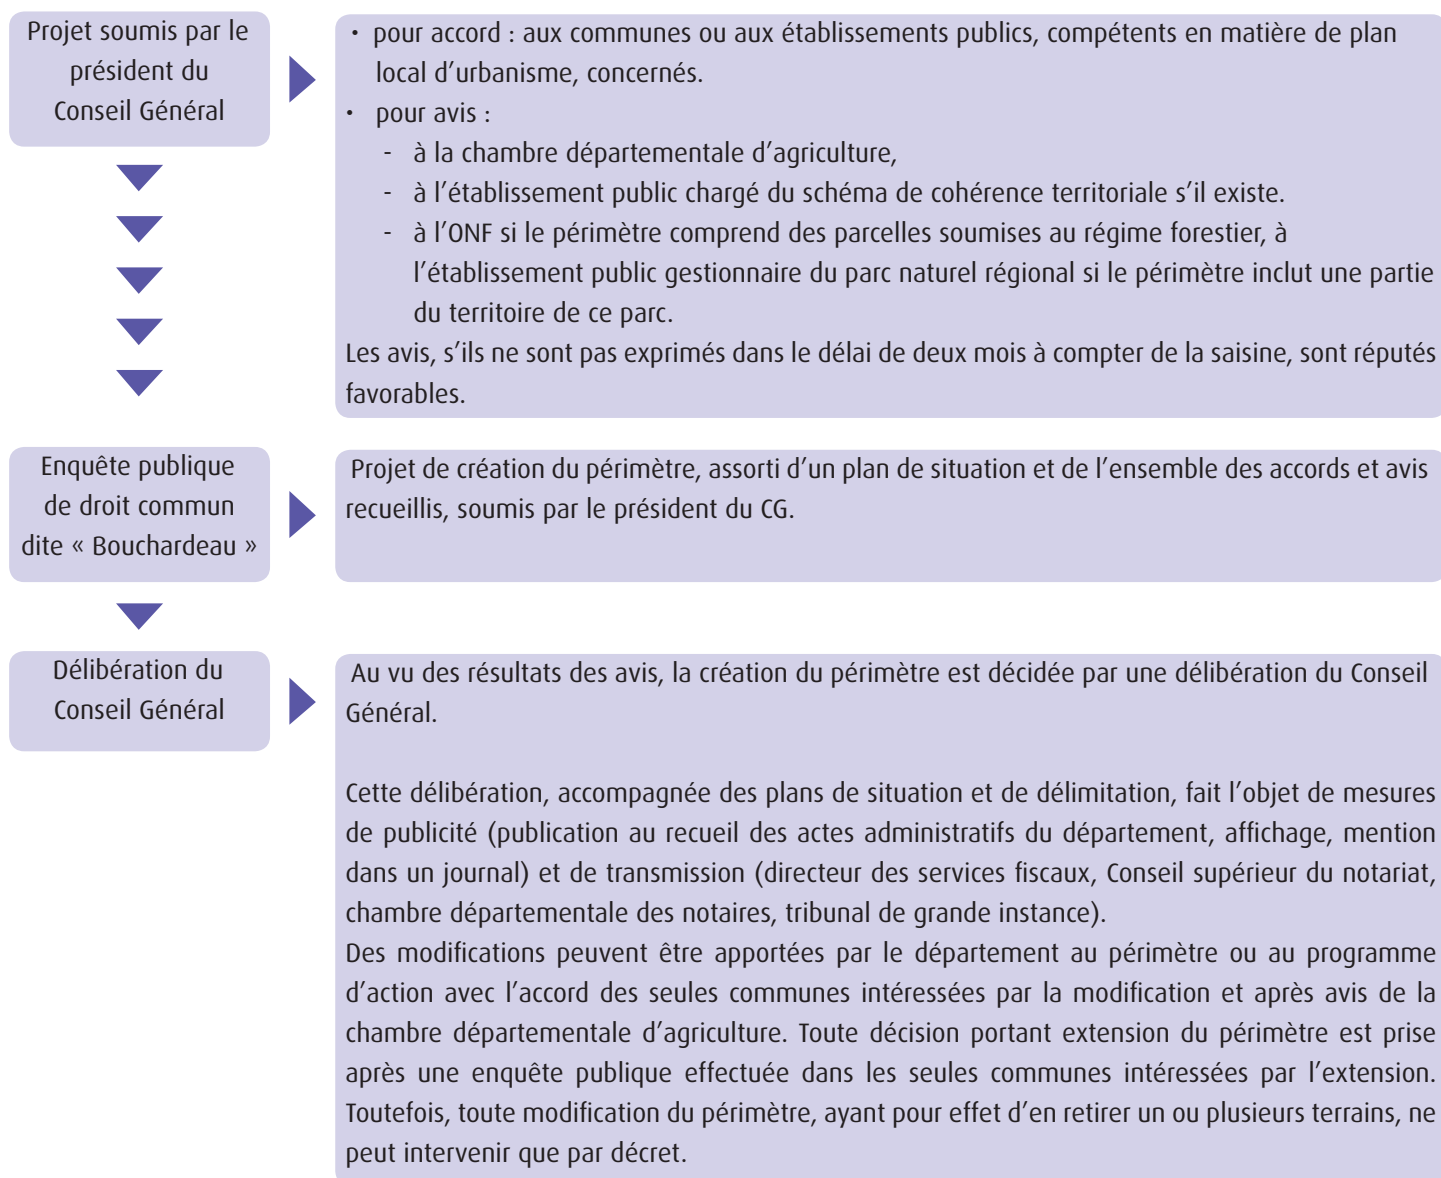 Projet soumis par le
président du
Conseil Général
• pour accord : aux communes ou aux établissements publics, compétents en matière de plan
local d’urbanisme, concernés.
• pour avis :
- à la chambre départementale d’agriculture,
- à l’établissement public chargé du schéma de cohérence territoriale s’il existe.
- à l’ONF si le périmètre comprend des parcelles soumises au régime forestier, à
l’établissement public gestionnaire du parc naturel régional si le périmètre inclut une partie
du territoire de ce parc.
Les avis, s’ils ne sont pas exprimés dans le délai de deux mois à compter de la saisine, sont réputés
favorables.
Enquête publique
de droit commun
dite « Bouchardeau »
Projet de création du périmètre, assorti d’un plan de situation et de l’ensemble des accords et avis
recueillis, soumis par le président du CG.
Délibération du
Conseil Général
Au vu des résultats des avis, la création du périmètre est décidée par une délibération du Conseil
Général.
Cette délibération, accompagnée des plans de situation et de délimitation, fait l’objet de mesures
de publicité (publication au recueil des actes administratifs du département, affichage, mention
dans un journal) et de transmission (directeur des services fiscaux, Conseil supérieur du notariat,
chambre départementale des notaires, tribunal de grande instance).
Des modifications peuvent être apportées par le département au périmètre ou au programme
d’action avec l’accord des seules communes intéressées par la modification et après avis de la
chambre départementale d’agriculture. Toute décision portant extension du périmètre est prise
après une enquête publique effectuée dans les seules communes intéressées par l’extension.
Toutefois, toute modification du périmètre, ayant pour effet d’en retirer un ou plusieurs terrains, ne
peut intervenir que par décret.